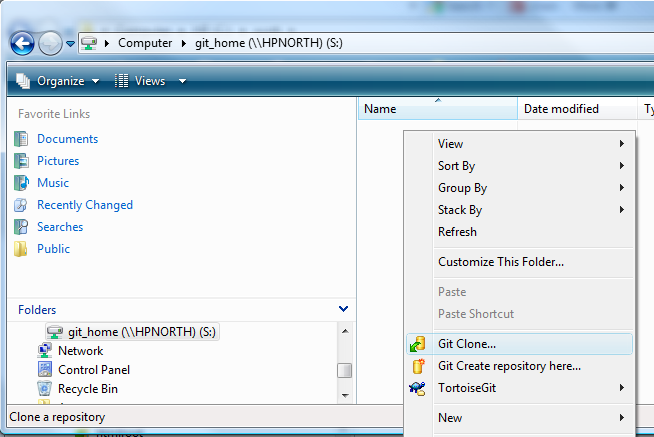 Computer git_home (\\HPNORTH) (S:)
Organize Views
Favorite Links
Documents
Pictures
Music
Recently Changed
Searches
Public
Folders
git_home (\\HPNORTH) (S:)
Network
Control Panel
Recycle Bin
Clone a repository
Name Date modified Ty
View
Sort By
Group By
Stack By
Refresh
Customize This Folder...
Paste
Paste Shortcut
Git Clone...
Git Create repository here...
TortoiseGit
New